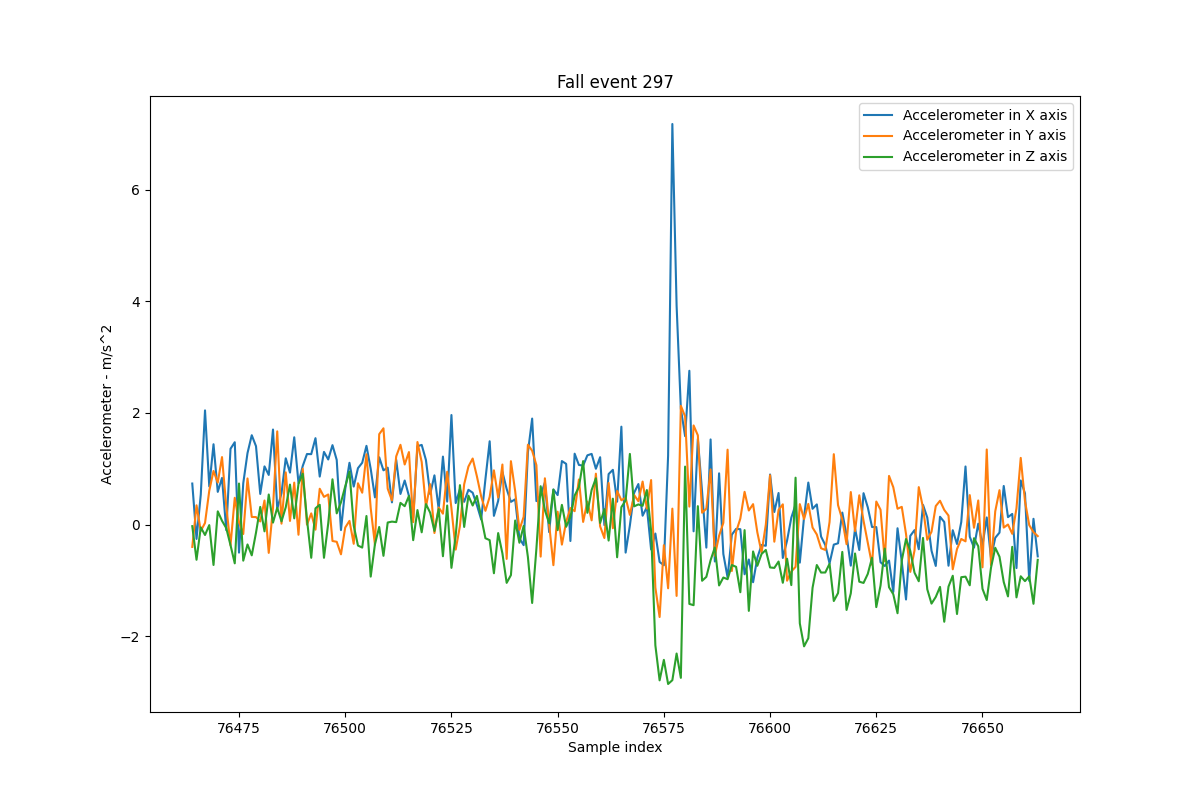 Fall event 297
Accelerometer in X axis
Accelerometer in Y axis
Accelerometer in Z axis
Accelerometer - m/s^2
6
4
2
0
−2
76475 76500 76525 76550 76575 76600 76625 76650
Sample index